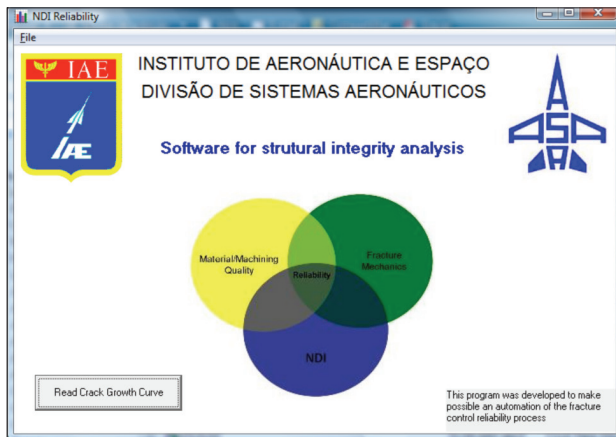 NDI Reliability
File
IAE
INSTITUTO DE AERONÁUTICA E ESPAÇO
DIVISÃO DE SISTEMAS AERONÁUTICOS
IAE
ASA
Software for strutural integrity analysis
Material/Machining
Quality
Fracture
Mechanics
Reliability
NDI
Read Crack Growth Curve
This program was developed to make
possible an automation of the fracture
control reliability process